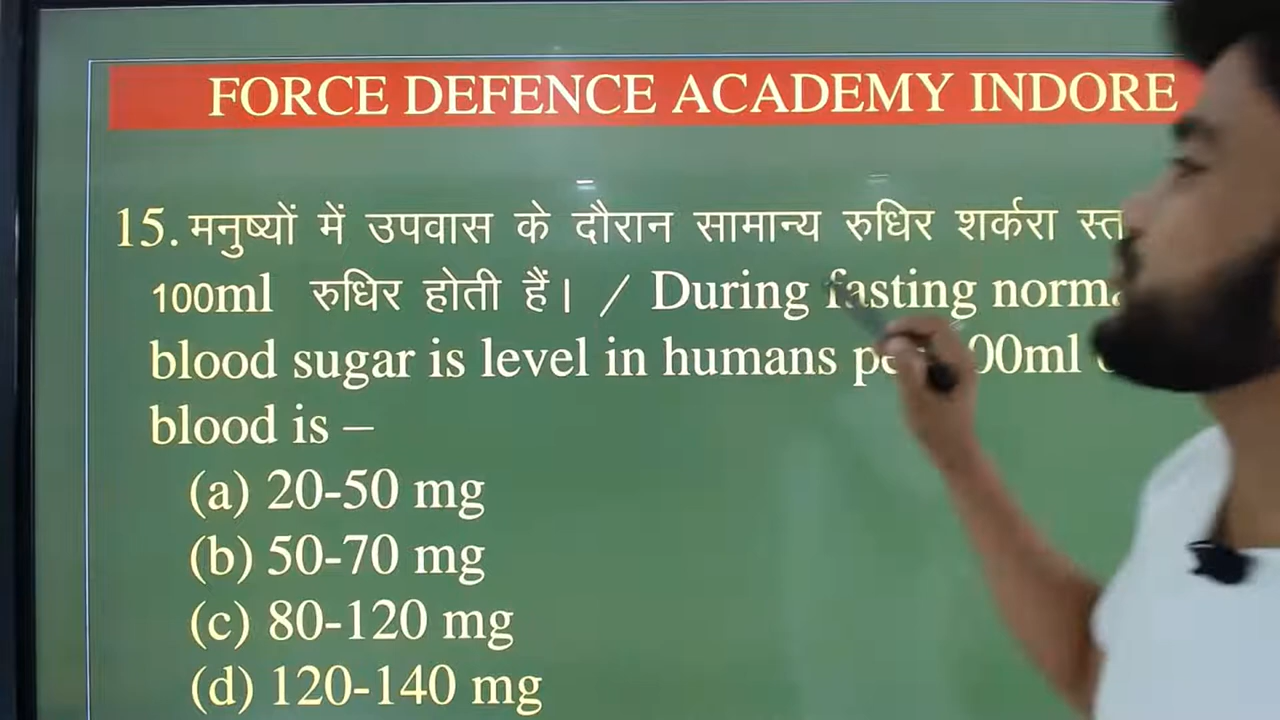 FORCE DEFENCE ACADEMY INDORE
15. मनुष्यों में उपवास के दौरान सामान्य रुधिर शर्करा
100ml रुधिर होती हैं। / During fasting
blood sugar is level in humans
blood is –
(a) 20-50 mg
(b) 50-70 mg
(c) 80-120 mg
(d) 120-140 mg